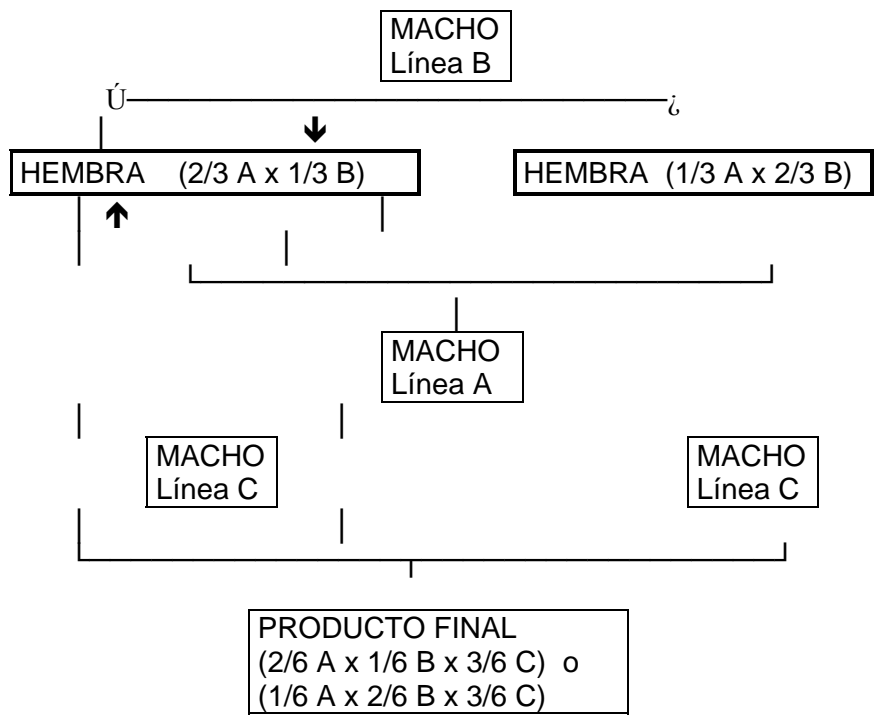 MACHO
Línea B
Ú ¿
HEMBRA (2/3 A x 1/3 B) HEMBRA (1/3 A x 2/3 B)
MACHO
Línea A
MACHO MACHO
Línea C Línea C
PRODUCTO FINAL
(2/6 A x 1/6 B x 3/6 C) o
(1/6 A x 2/6 B x 3/6 C)